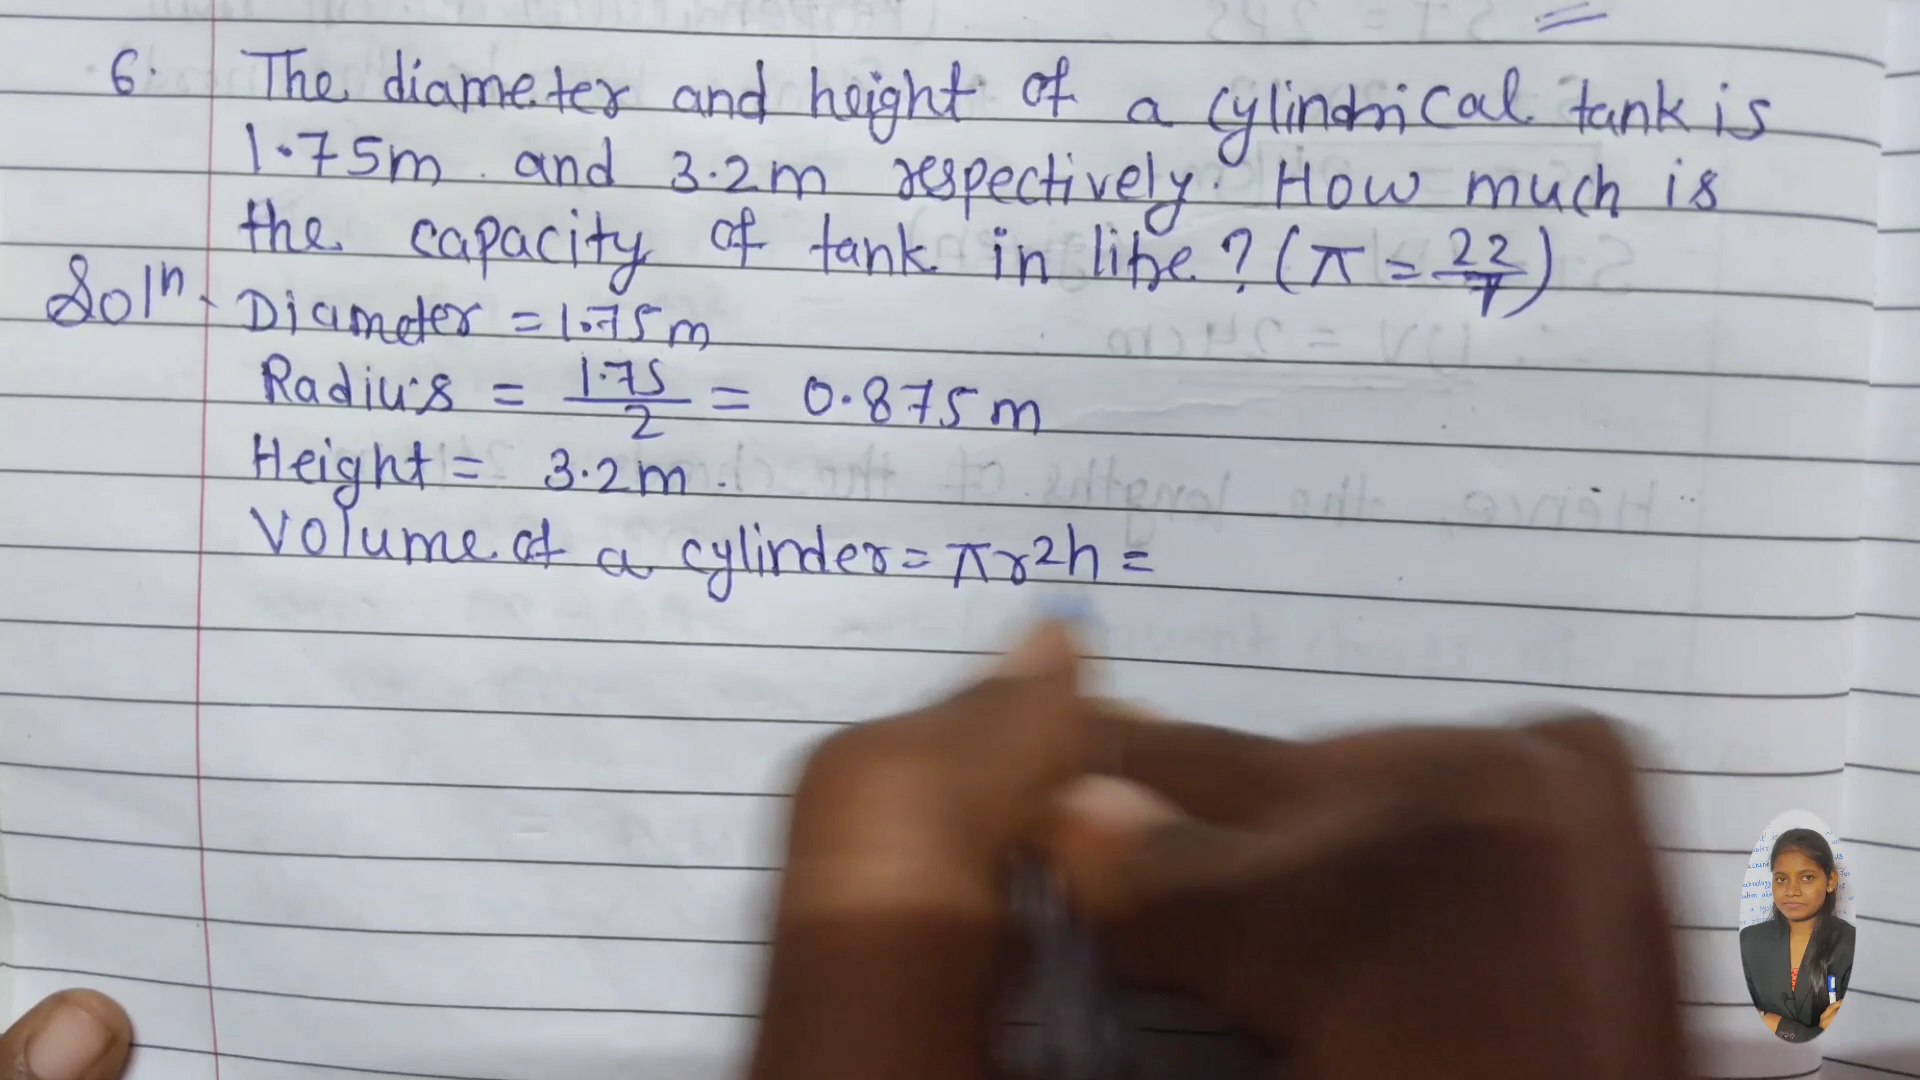 6. The diameter and height of a cylindrical tank is
1.75m and 3.2m respectively. How much is
the capacity of tank in litre? (π = 22/7)
Solⁿ. Diameter = 1.75m
Radius = 1.75/2 = 0.875m
Height = 3.2m.
Volume of a cylinder = πr2h =